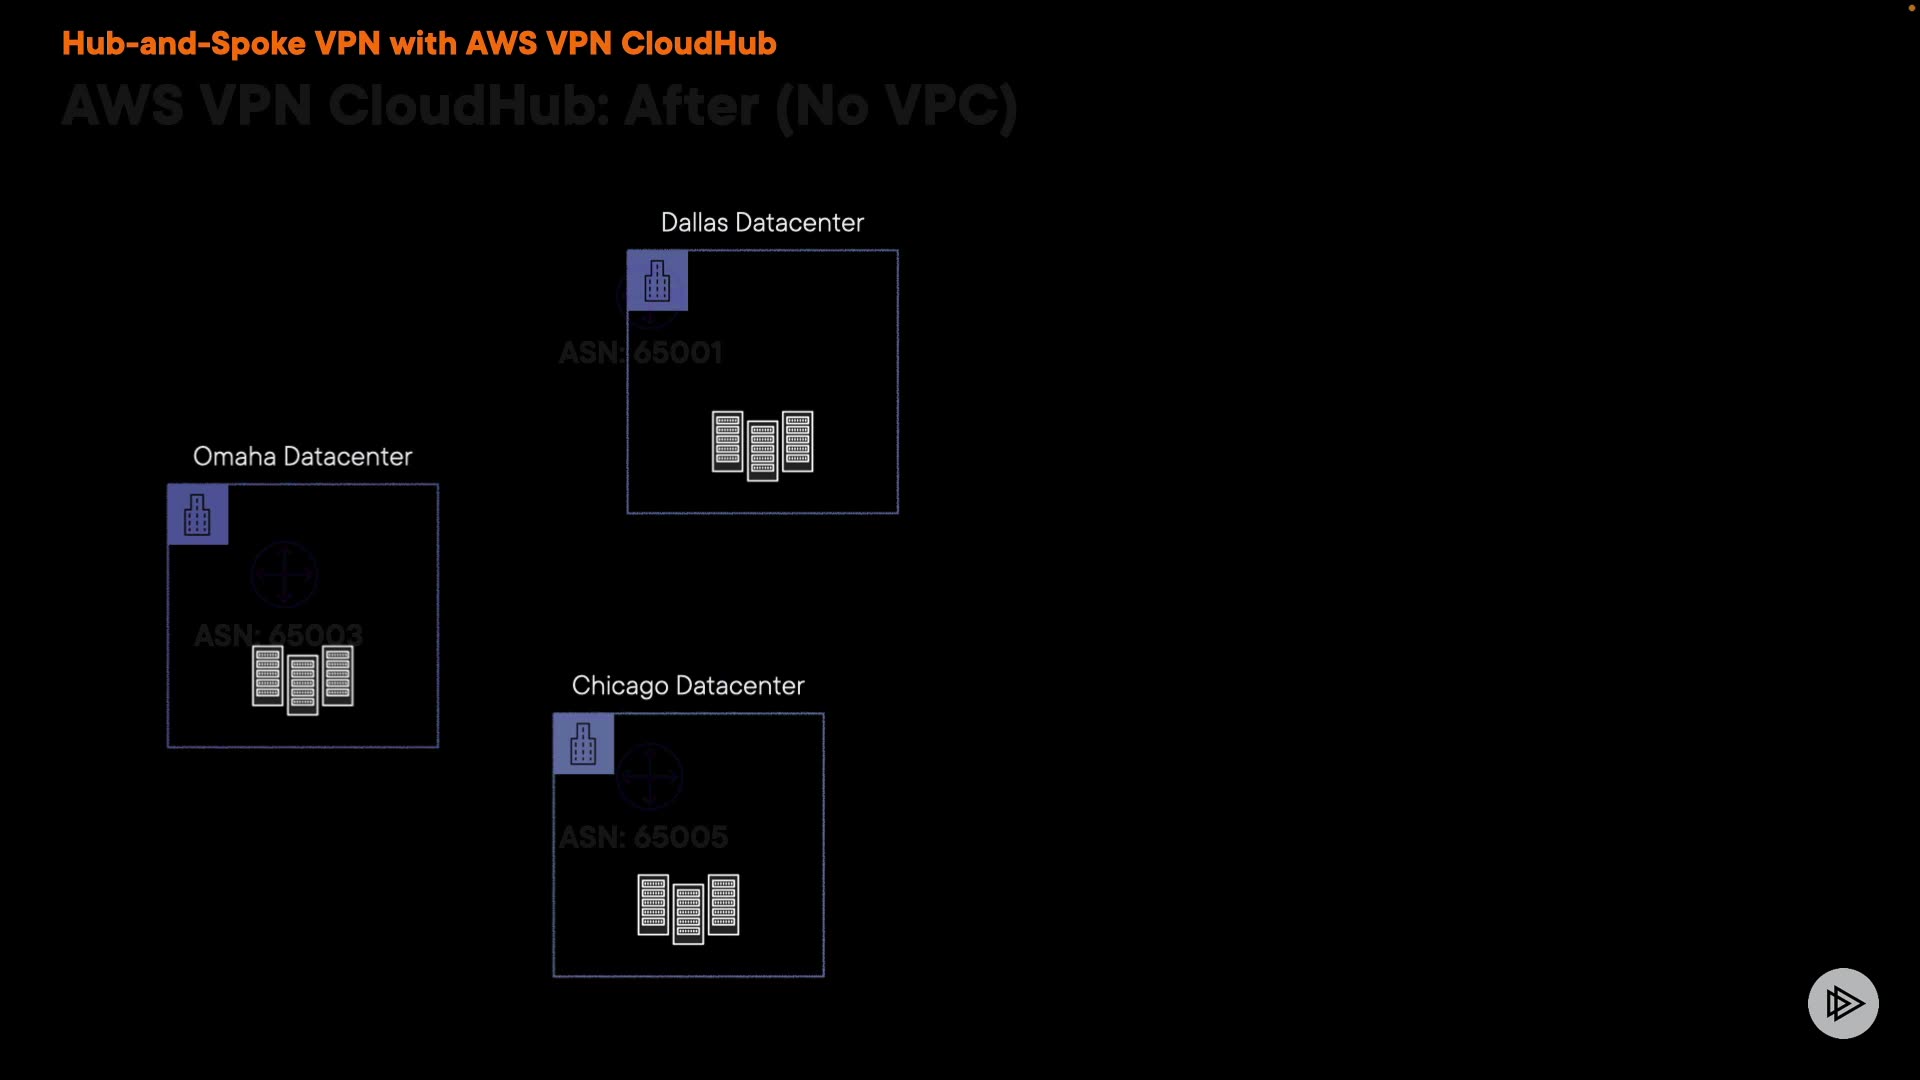 Hub-and-Spoke VPN with AWS VPN CloudHub
AWS VPN CloudHub: After (No VPC)
Dallas Datacenter
ASN: 65001
Omaha Datacenter
ASN: 65003
Chicago Datacenter
ASN: 65005